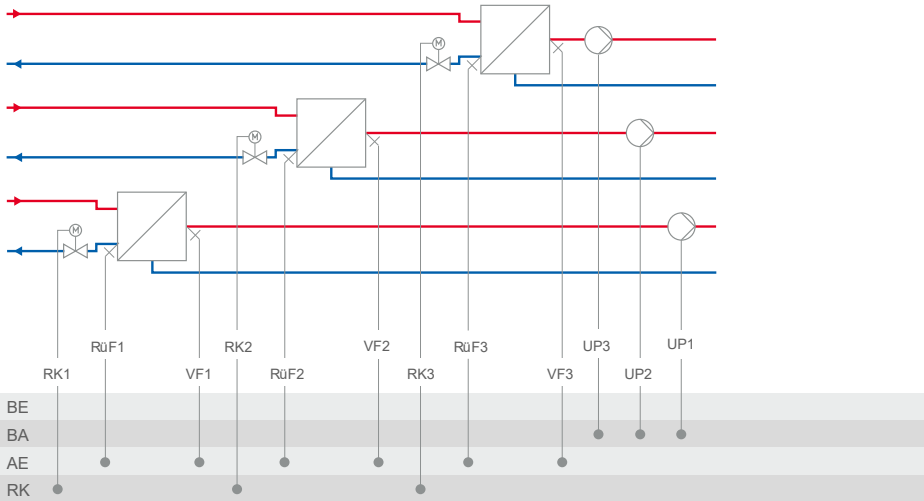 M
M
M
RüF1 RK2 VF2 RüF3 UP3 UP1
RK1 VF1 RüF2 RK3 VF3 UP2
BE
BA
AE
RK